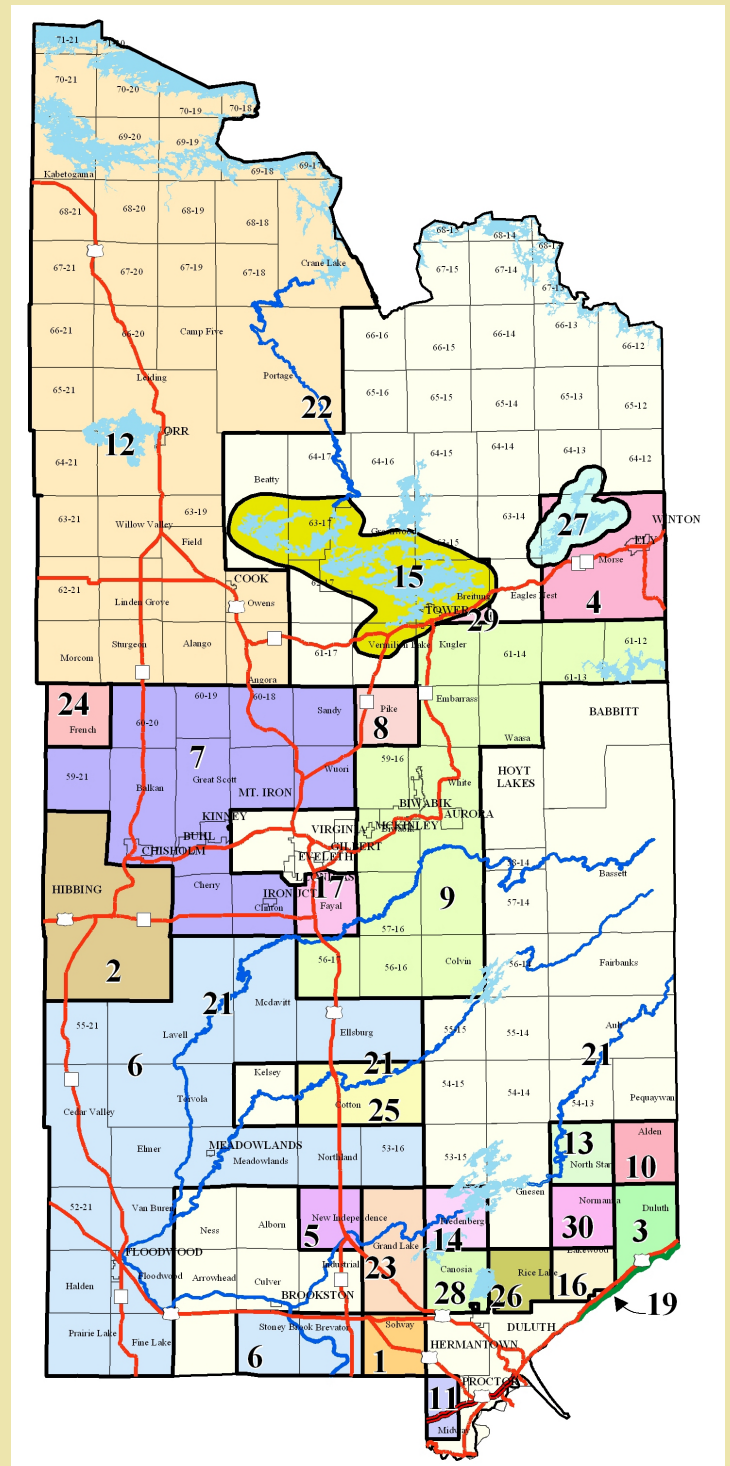 71-21
70-21
70-20
70-19
70-18
69-20
69-19
69-18
69-17
Kabetogama
68-21
68-20
68-19
68-18
68-14
67-21
67-20
67-19
67-18
Crane Lake
67-15
67-14
66-21
66-20
Camp Five
66-16
66-15
66-14
66-13
66-12
Leiding
Portage
65-21
65-16
65-15
65-14
65-13
65-12
22
12
ORR
64-21
Beatty
64-17
64-16
64-15
64-14
64-13
64-12
63-21
Willow Valley
63-19
Field
63-17
63-14
27
WINTON
ELY
Morse
15
COOK
62-21
Linden Grove
Owens
Breitung
Eagles Nest
4
TOWER
29
Sturgeon
Alango
Vermilion Lake
Kugler
Morcom
61-17
61-14
61-12
61-13
Angora
24
French
60-20
60-19
60-18
Sandy
8
Pike
Embarrass
Waasa
BABBITT
7
59-21
Balkan
Great Scott
Wuori
59-16
White
HOYT
LAKES
MT. IRON
KINNEY
BIWABIK
AURORA
BUHL
VIRGINIA
MCKINLEY
CHISHOLM
GILBERT
EVELETH
HIBBING
Cherry
IRON JCT
Clinton
17
Fayal
9
58-14
Bassett
57-14
57-16
2
56-17
56-16
Colvin
Fairbanks
21
Mcdavitt
55-21
Lavell
Ellsburg
55-15
55-14
Ault
6
21
21
Kelsey
54-15
54-14
54-13
Pequaywan
Cedar Valley
Toivola
Cotton
25
Elmer
MEADOWLANDS
Meadowlands
Northland
53-16
53-15
13
North Star
Alden
10
52-21
Van Buren
Ness
Alborn
New Independence
5
Gnesen
Normanna
30
Duluth
3
Grand Lake
14
FLOODWOOD
Industrial
23
Canosia
Rice Lake
Lakewood
Halden
Floodwood
Arrowhead
Culver
BROOKSTON
28
26
16
19
Prairie Lake
Fine Lake
Stoney Brook
Brevator
Solway
DULUTH
6
1
HERMANTOWN
PROCTOR
11
Midway